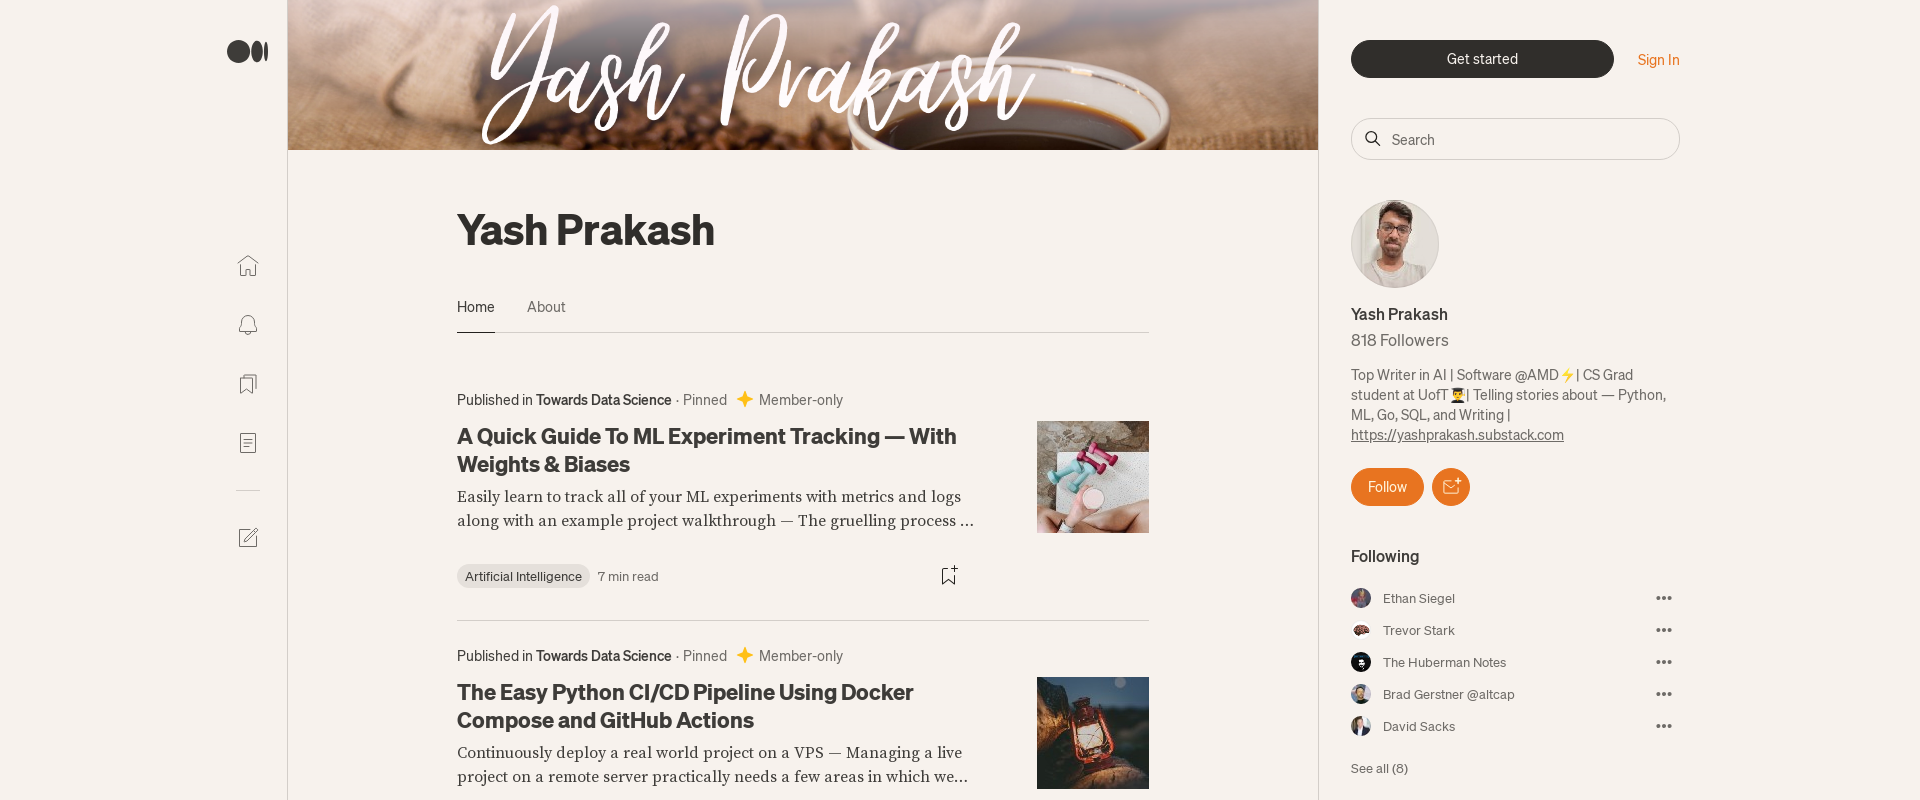 Yash Prakash
Yash Prakash
Home
About
Published in Towards Data Science · Pinned
Member-only
A Quick Guide To ML Experiment Tracking — With
Weights & Biases
Easily learn to track all of your ML experiments with metrics and logs
along with an example project walkthrough — The gruelling process ...
Artificial Intelligence
7 min read
Published in Towards Data Science · Pinned
Member-only
The Easy Python CI/CD Pipeline Using Docker
Compose and GitHub Actions
Continuously deploy a real world project on a VPS — Managing a live
project on a remote server practically needs a few areas in which we...
Get started
Sign In
Search
Yash Prakash
818 Followers
Top Writer in AI | Software @AMD⚡| CS Grad
student at UofT👨‍🎓| Telling stories about — Python,
ML, Go, SQL, and Writing |
https://yashprakash.substack.com
Follow
Following
Ethan Siegel
Trevor Stark
The Huberman Notes
Brad Gerstner @altcap
David Sacks
See all (8)